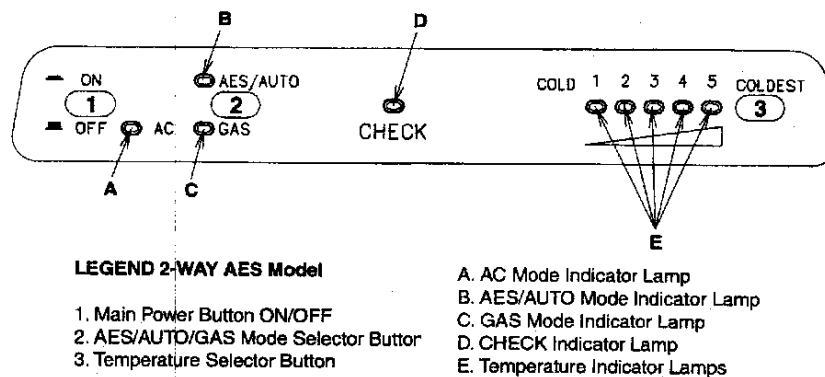 B
D
ON
AES/AUTO
COLD 1 2 3 4 5 COLDEST
1
2
3
OFF
AC
GAS
CHECK
A
C
E
LEGEND 2-WAY AES Model
1. Main Power Button ON/OFF
2. AES/AUTO/GAS Mode Selector Button
3. Temperature Selector Button
A. AC Mode Indicator Lamp
B. AES/AUTO Mode Indicator Lamp
C. GAS Mode Indicator Lamp
D. CHECK Indicator Lamp
E. Temperature Indicator Lamps